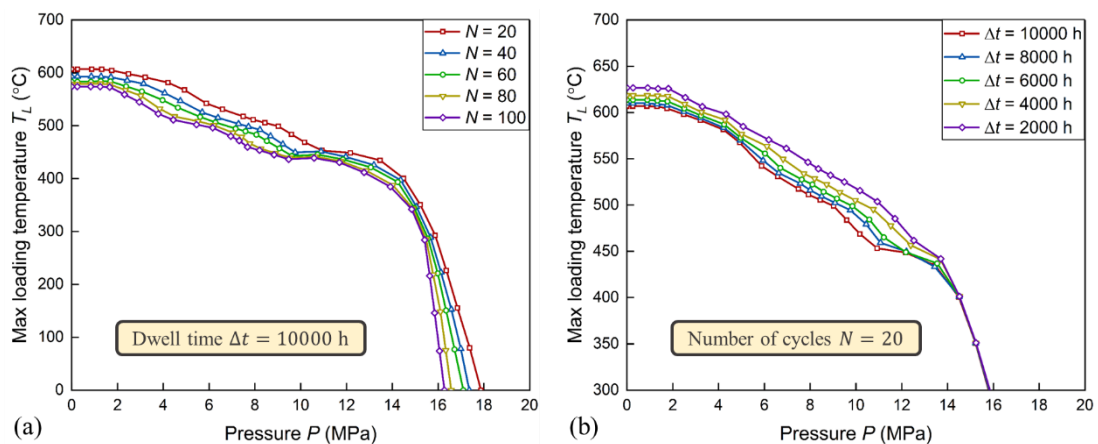 700
600
500
400
300
200
100
0
Max loading temperature T_L (°C)
N = 20
N = 40
N = 60
N = 80
N = 100
Dwell time Δt = 10000 h
0 2 4 6 8 10 12 14 16 18 20
Pressure P (MPa)
(a)
700
650
600
550
500
450
400
350
300
Max loading temperature T_L (°C)
Δt = 10000 h
Δt = 8000 h
Δt = 6000 h
Δt = 4000 h
Δt = 2000 h
Number of cycles N = 20
0 2 4 6 8 10 12 14 16 18 20
Pressure P (MPa)
(b)